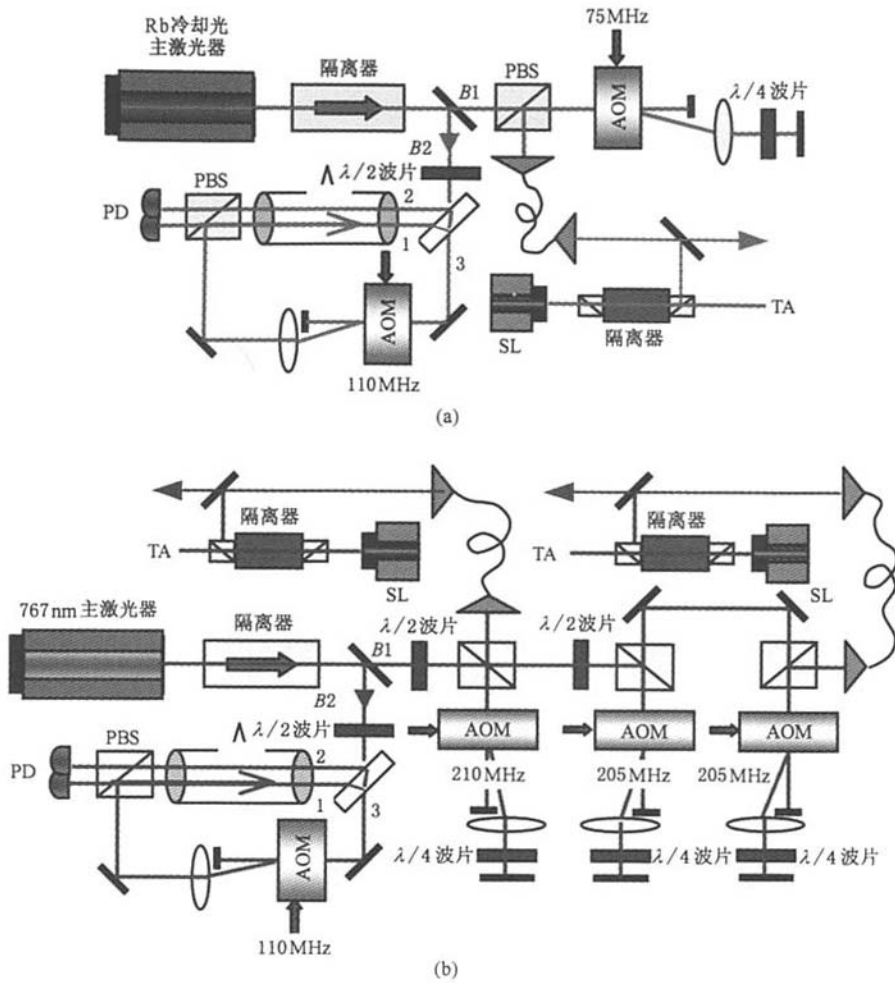 75MHz
Rb冷却光
主激光器
隔离器
B1
PBS
AOM
λ/4波片
B2
λ/2波片
PBS
PD
2
1
3
AOM
110MHz
SL
隔离器
TA
(a)
隔离器
TA
SL
隔离器
TA
SL
767nm主激光器
隔离器
B1
λ/2波片
λ/2波片
B2
λ/2波片
PBS
PD
2
1
3
AOM
AOM
AOM
210MHz
205MHz
205MHz
AOM
λ/4波片
λ/4波片
λ/4波片
110MHz
(b)